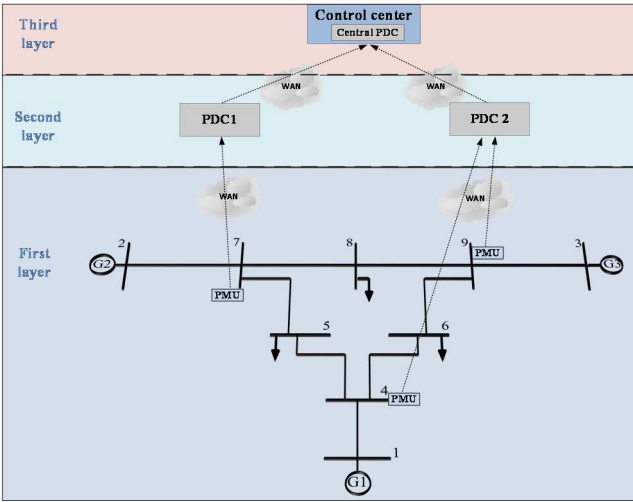 Third
layer
Control center
Central PDC
WAN
WAN
Second
layer
PDC1
PDC 2
WAN
WAN
First
layer
2
7
8
9
3
G2
PMU
G3
PMU
5
6
4
PMU
1
G1